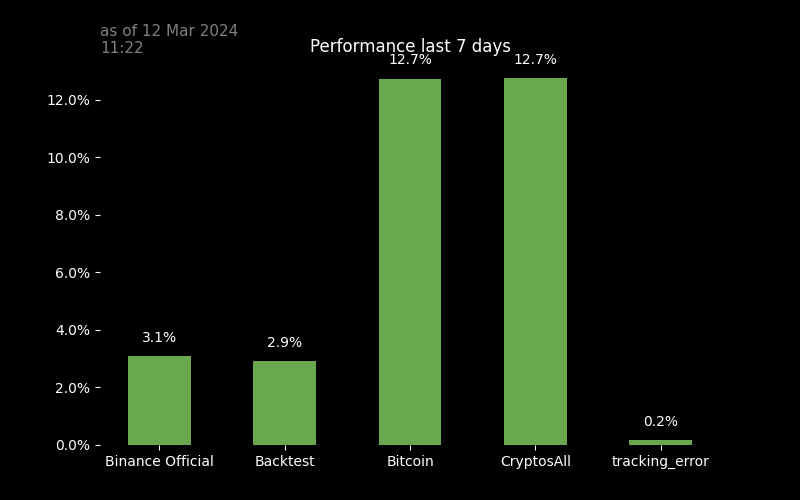 as of 12 Mar 2024
11:22
Performance last 7 days
12.7%
12.7%
12.0%
10.0%
8.0%
6.0%
4.0%
3.1%
2.9%
2.0%
0.2%
0.0%
Binance Official
Backtest
Bitcoin
CryptosAll
tracking_error